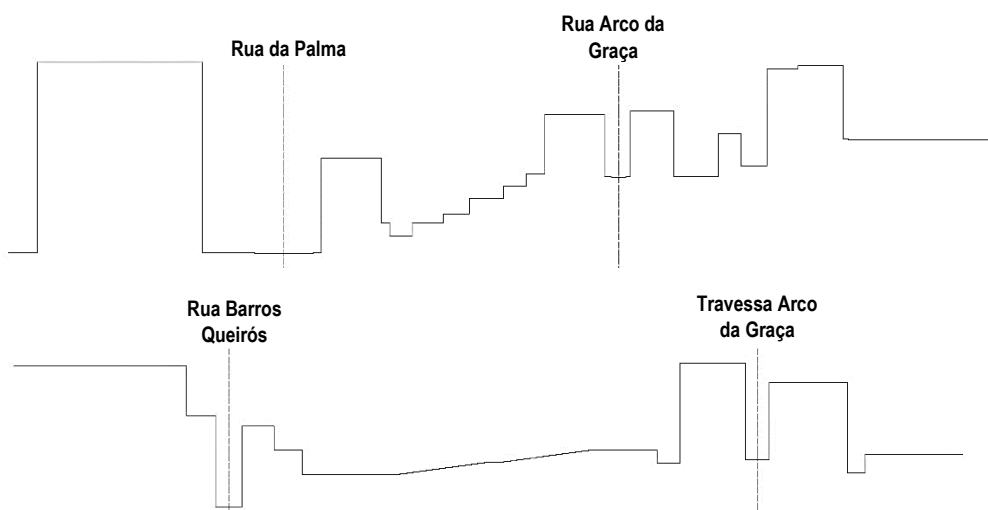 Rua da Palma
Rua Arco da
Graça
Rua Barros
Queirós
Travessa Arco
da Graça